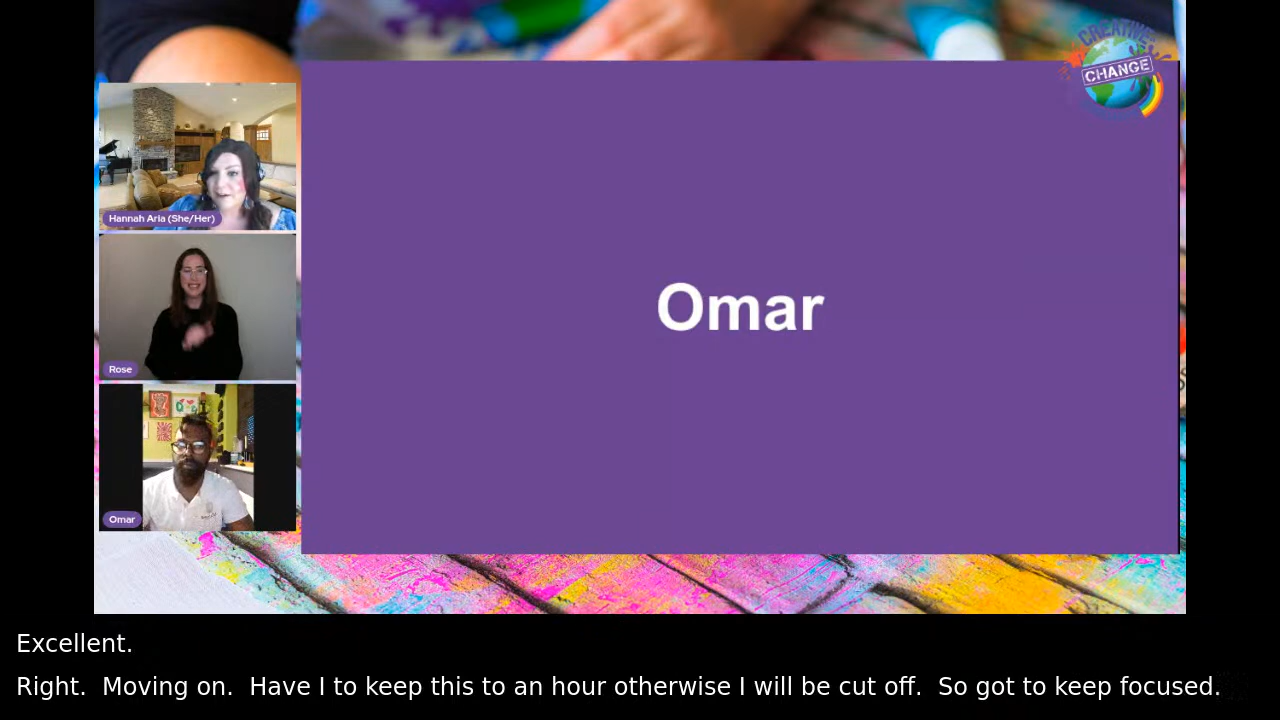 CREATIVE
CHANGE
Hannah Aria (She/Her)
Rose
Omar
Omar
Excellent.
Right.  Moving on.  Have I to keep this to an hour otherwise I will be cut off.  So got to keep focused.